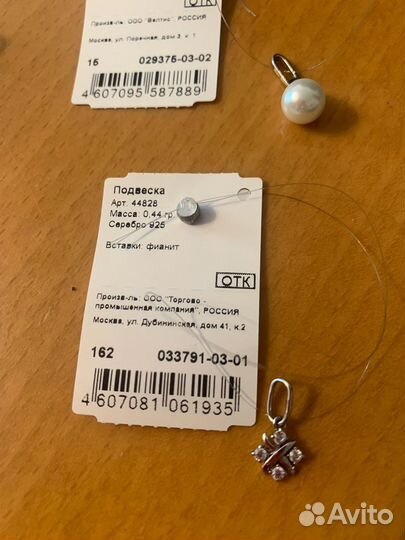 ОТК
Произв-ль: ООО "Велтис", РОССИЯ
Москва, ул. Поречная, дом 3, к. 1
15 029375-03-02
4 607095 587889
Подвеска
Арт. 44828
Масса: 0,44 гр.
Серебро 925
Вставки: фианит
ОТК
Произв-ль: ООО "Торгово -
промышленная компания", РОССИЯ
Москва, ул. Дубининская, дом 41, к.2
162 033791-03-01
4 607081 061935
Avito